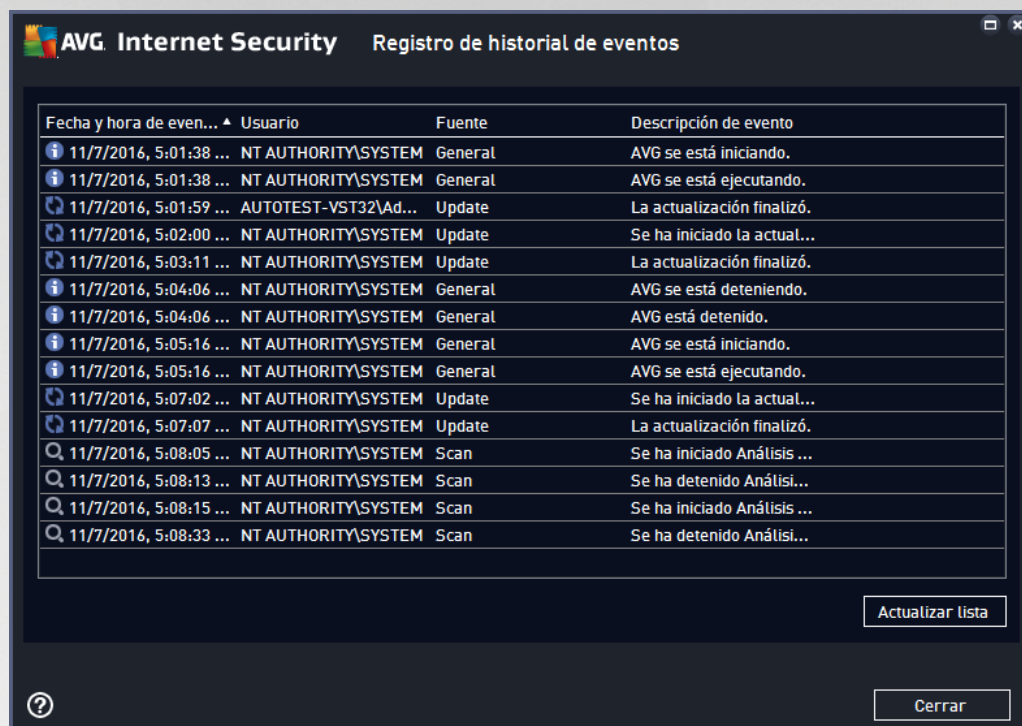 AVG Internet Security Registro de historial de eventos
Fecha y hora de even... Usuario Fuente Descripción de evento
11/7/2016, 5:01:38 ... NT AUTHORITY\SYSTEM General AVG se está iniciando.
11/7/2016, 5:01:38 ... NT AUTHORITY\SYSTEM General AVG se está ejecutando.
11/7/2016, 5:01:59 ... AUTOTEST-VST32\Ad... Update La actualización finalizó.
11/7/2016, 5:02:00 ... NT AUTHORITY\SYSTEM Update Se ha iniciado la actual...
11/7/2016, 5:03:11 ... NT AUTHORITY\SYSTEM Update La actualización finalizó.
11/7/2016, 5:04:06 ... NT AUTHORITY\SYSTEM General AVG se está deteniendo.
11/7/2016, 5:04:06 ... NT AUTHORITY\SYSTEM General AVG está detenido.
11/7/2016, 5:05:16 ... NT AUTHORITY\SYSTEM General AVG se está iniciando.
11/7/2016, 5:05:16 ... NT AUTHORITY\SYSTEM General AVG se está ejecutando.
11/7/2016, 5:07:02 ... NT AUTHORITY\SYSTEM Update Se ha iniciado la actual...
11/7/2016, 5:07:07 ... NT AUTHORITY\SYSTEM Update La actualización finalizó.
11/7/2016, 5:08:05 ... NT AUTHORITY\SYSTEM Scan Se ha iniciado Análisis ...
11/7/2016, 5:08:13 ... NT AUTHORITY\SYSTEM Scan Se ha detenido Análisi...
11/7/2016, 5:08:15 ... NT AUTHORITY\SYSTEM Scan Se ha iniciado Análisis ...
11/7/2016, 5:08:33 ... NT AUTHORITY\SYSTEM Scan Se ha detenido Análisi...
Actualizar lista
Cerrar